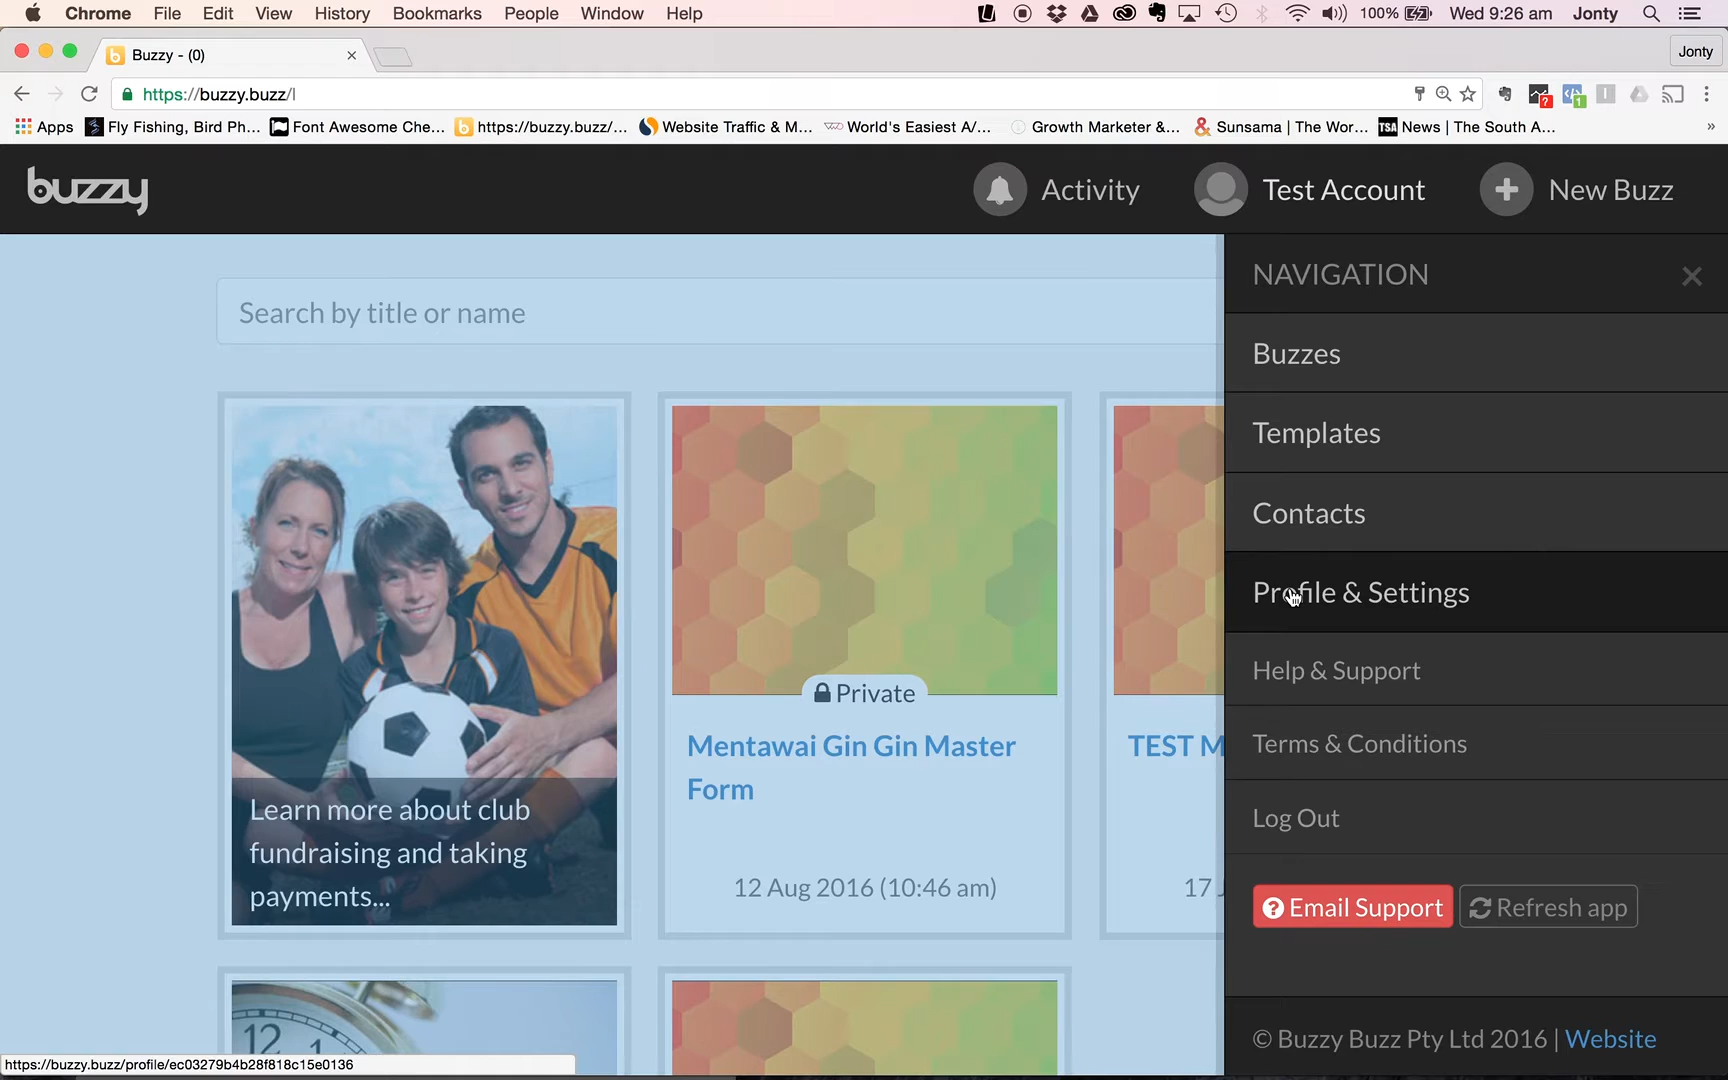 Chrome File Edit View History Bookmarks People Window Help 100% Wed 9:26 am Jonty
Buzzy - (0) Jonty
https://buzzy.buzz/l
Apps Fly Fishing, Bird Ph... Font Awesome Che... https://buzzy.buzz/... Website Traffic & M... World's Easiest A/... Growth Marketer &... Sunsama | The Wor... TSA News | The South A... »
buzzy Activity Test Account New Buzz
NAVIGATION
Search by title or name
Buzzes
Templates
Contacts
Profile & Settings
Help & Support
Terms & Conditions
Log Out
Email Support Refresh app
© Buzzy Buzz Pty Ltd 2016 | Website
Learn more about club
fundraising and taking
payments...
Private
Mentawai Gin Gin Master
Form
12 Aug 2016 (10:46 am)
TEST M
17 J
12
11
1
10
https://buzzy.buzz/profile/ec03279b4b28f818c15e0136